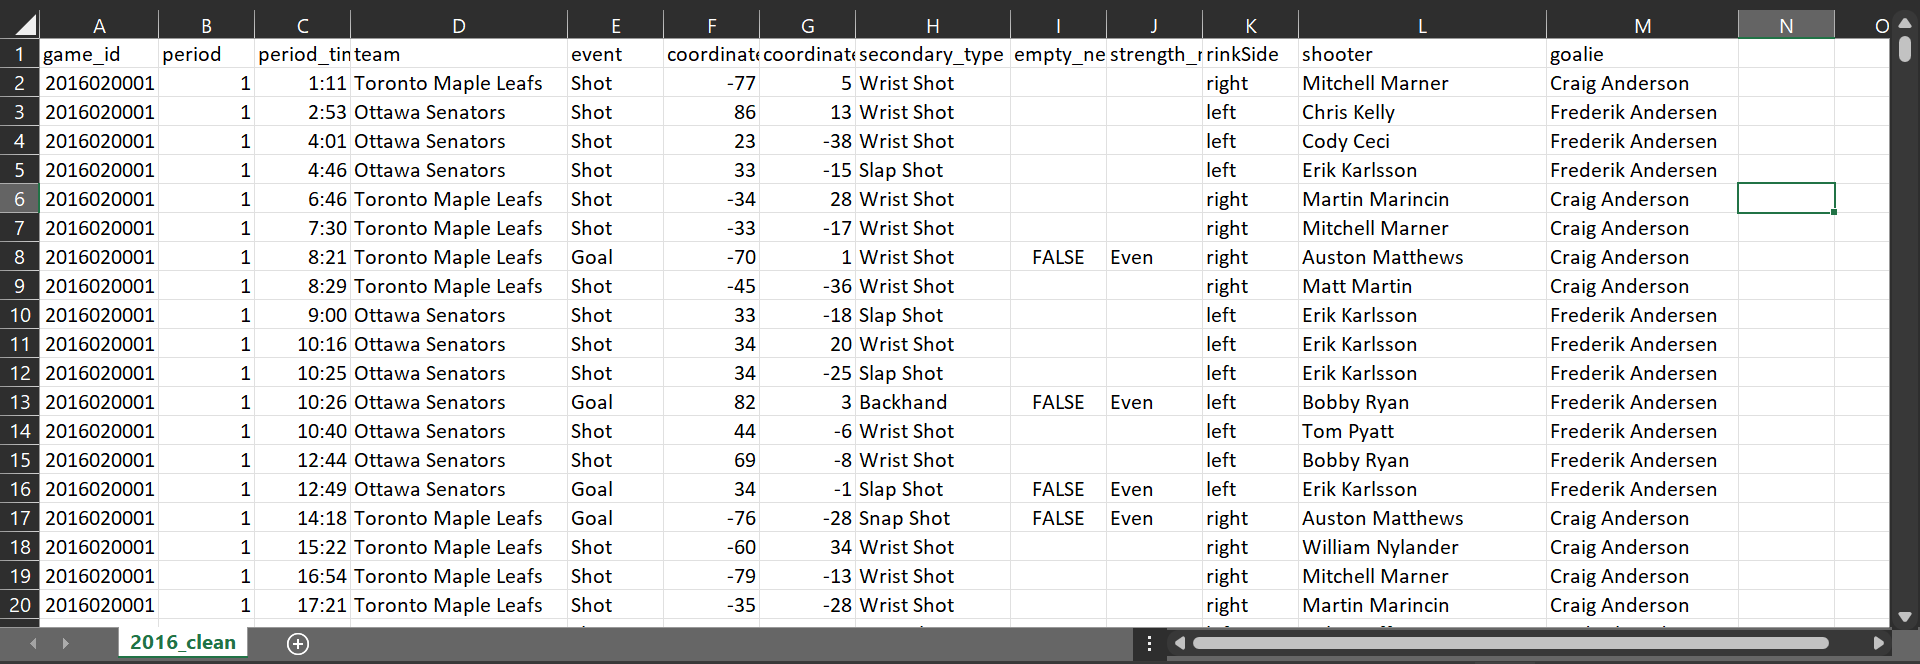 A B C D E F G H I J K L M N O
1 game_id period period_tin team event coordinate coordinate secondary_type empty_ne strength_r rinkSide shooter goalie
2 2016020001 1 1:11 Toronto Maple Leafs Shot -77 5 Wrist Shot right Mitchell Marner Craig Anderson
3 2016020001 1 2:53 Ottawa Senators Shot 86 13 Wrist Shot left Chris Kelly Frederik Andersen
4 2016020001 1 4:01 Ottawa Senators Shot 23 -38 Wrist Shot left Cody Ceci Frederik Andersen
5 2016020001 1 4:46 Ottawa Senators Shot 33 -15 Slap Shot left Erik Karlsson Frederik Andersen
6 2016020001 1 6:46 Toronto Maple Leafs Shot -34 28 Wrist Shot right Martin Marincin Craig Anderson
7 2016020001 1 7:30 Toronto Maple Leafs Shot -33 -17 Wrist Shot right Mitchell Marner Craig Anderson
8 2016020001 1 8:21 Toronto Maple Leafs Goal -70 1 Wrist Shot FALSE Even right Auston Matthews Craig Anderson
9 2016020001 1 8:29 Toronto Maple Leafs Shot -45 -36 Wrist Shot right Matt Martin Craig Anderson
10 2016020001 1 9:00 Ottawa Senators Shot 33 -18 Slap Shot left Erik Karlsson Frederik Andersen
11 2016020001 1 10:16 Ottawa Senators Shot 34 20 Wrist Shot left Erik Karlsson Frederik Andersen
12 2016020001 1 10:25 Ottawa Senators Shot 34 -25 Slap Shot left Erik Karlsson Frederik Andersen
13 2016020001 1 10:26 Ottawa Senators Goal 82 3 Backhand FALSE Even left Bobby Ryan Frederik Andersen
14 2016020001 1 10:40 Ottawa Senators Shot 44 -6 Wrist Shot left Tom Pyatt Frederik Andersen
15 2016020001 1 12:44 Ottawa Senators Shot 69 -8 Wrist Shot left Bobby Ryan Frederik Andersen
16 2016020001 1 12:49 Ottawa Senators Goal 34 -1 Slap Shot FALSE Even left Erik Karlsson Frederik Andersen
17 2016020001 1 14:18 Toronto Maple Leafs Goal -76 -28 Snap Shot FALSE Even right Auston Matthews Craig Anderson
18 2016020001 1 15:22 Toronto Maple Leafs Shot -60 34 Wrist Shot right William Nylander Craig Anderson
19 2016020001 1 16:54 Toronto Maple Leafs Shot -79 -13 Wrist Shot right Mitchell Marner Craig Anderson
20 2016020001 1 17:21 Toronto Maple Leafs Shot -35 -28 Wrist Shot right Martin Marincin Craig Anderson
2016_clean